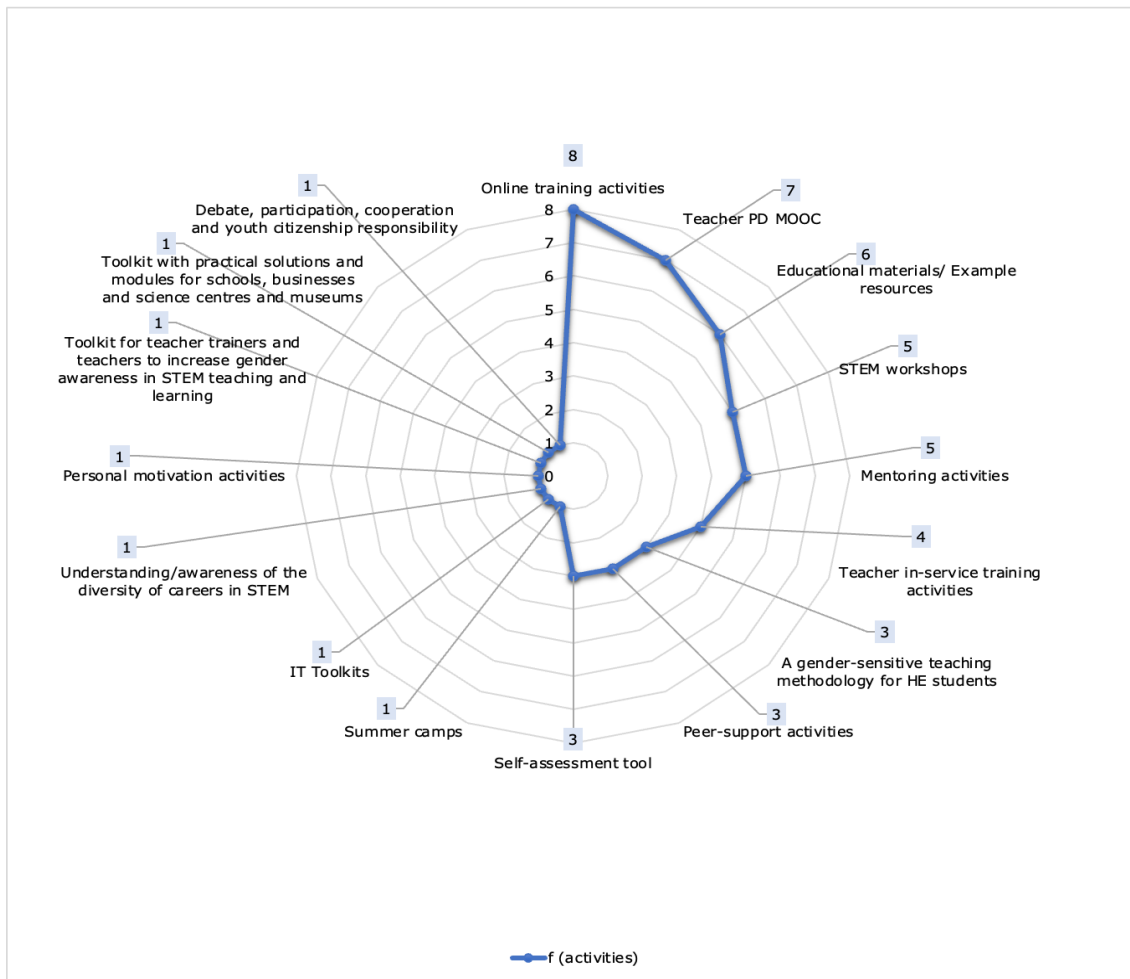 8
Online training activities
7
Teacher PD MOOC
6
Educational materials/ Example
resources
5
STEM workshops
5
Mentoring activities
4
Teacher in-service training
activities
3
A gender-sensitive teaching
methodology for HE students
3
Peer-support activities
3
Self-assessment tool
1
Summer camps
1
IT Toolkits
1
Understanding/awareness of the
diversity of careers in STEM
1
Personal motivation activities
1
Toolkit for teacher trainers and
teachers to increase gender
awareness in STEM teaching and
learning
1
Toolkit with practical solutions and
modules for schools, businesses
and science centres and museums
1
Debate, participation, cooperation
and youth citizenship responsibility
8
7
6
5
4
3
2
1
0
f (activities)